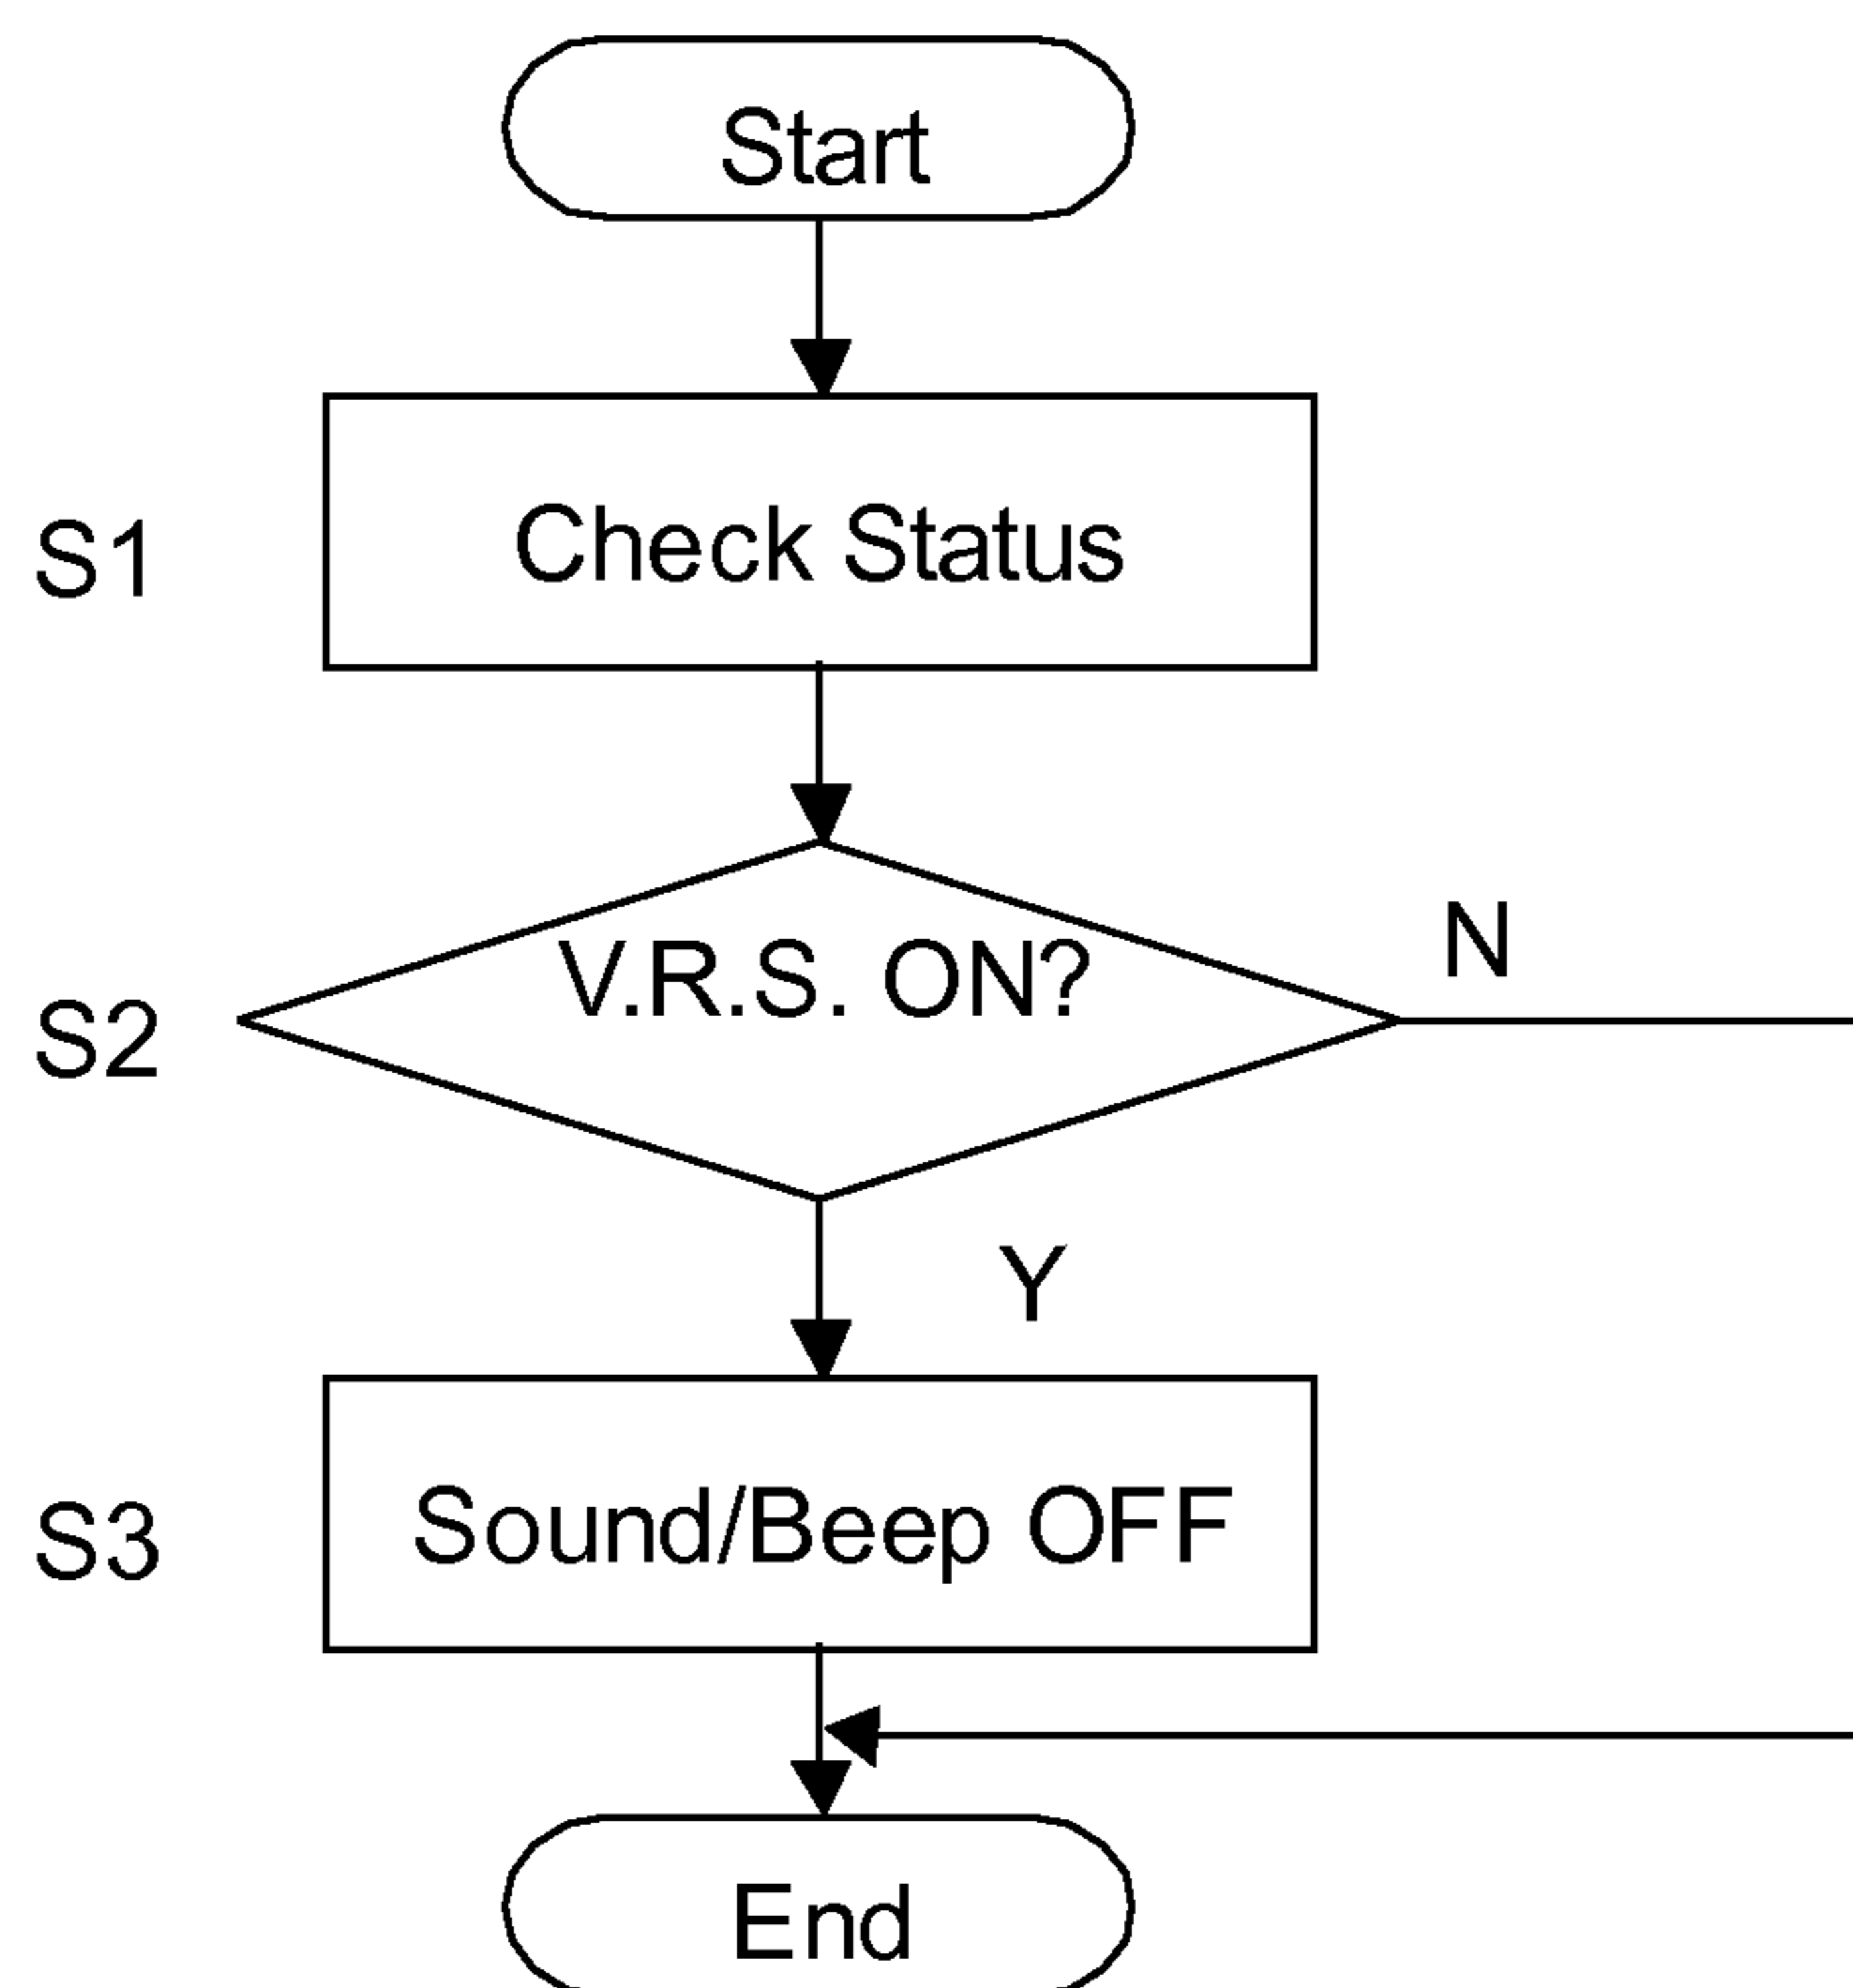 Start
S1
Check Status
S2
V.R.S. ON?
N
Y
S3
Sound/Beep OFF
End